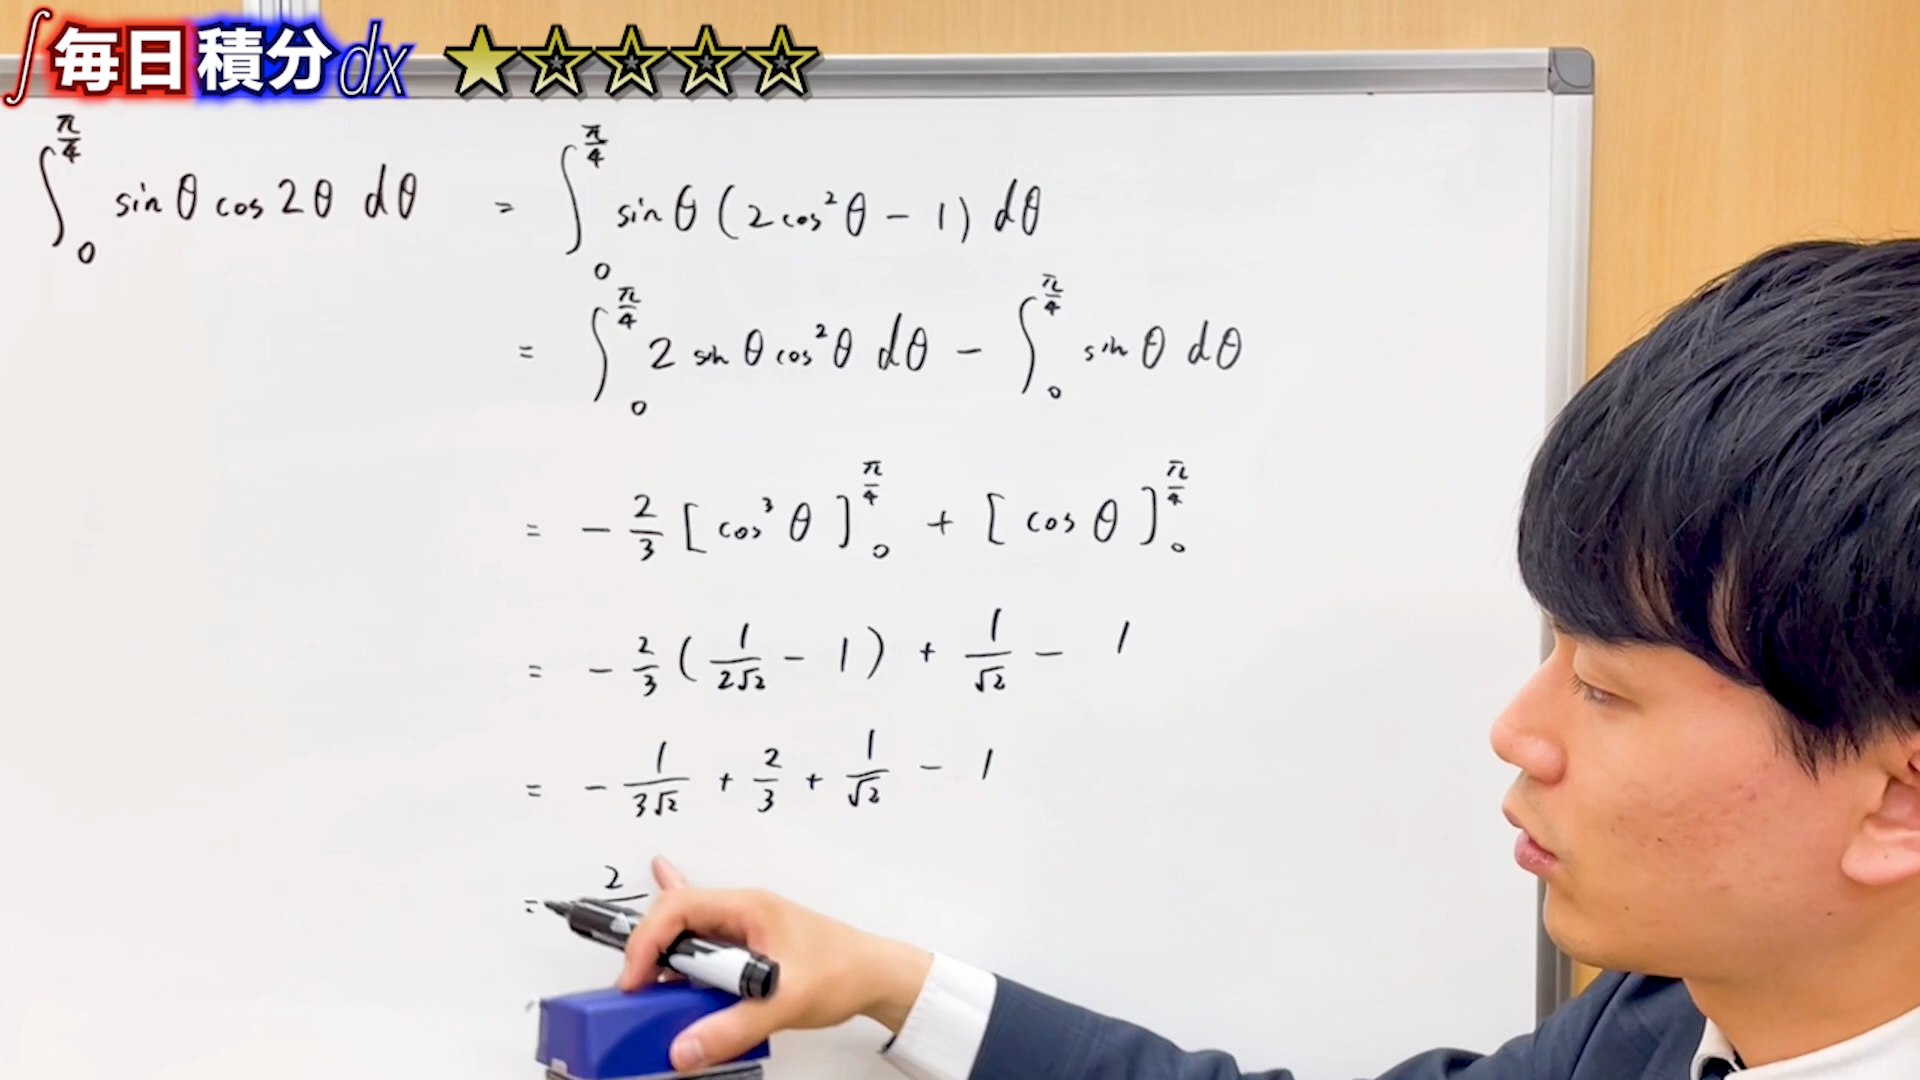 ∫毎日積分dx ★☆☆☆☆
∫₀^{π/4} sinθ cos2θ dθ = ∫₀^{π/4} sinθ (2cos²θ − 1) dθ
= ∫₀^{π/4} 2 sinθ cos²θ dθ − ∫₀^{π/4} sinθ dθ
= − 2/3 [cos³θ]₀^{π/4} + [cosθ]₀^{π/4}
= − 2/3 (1/(2√2) − 1) + 1/√2 − 1
= − 1/(3√2) + 2/3 + 1/√2 − 1
= 2